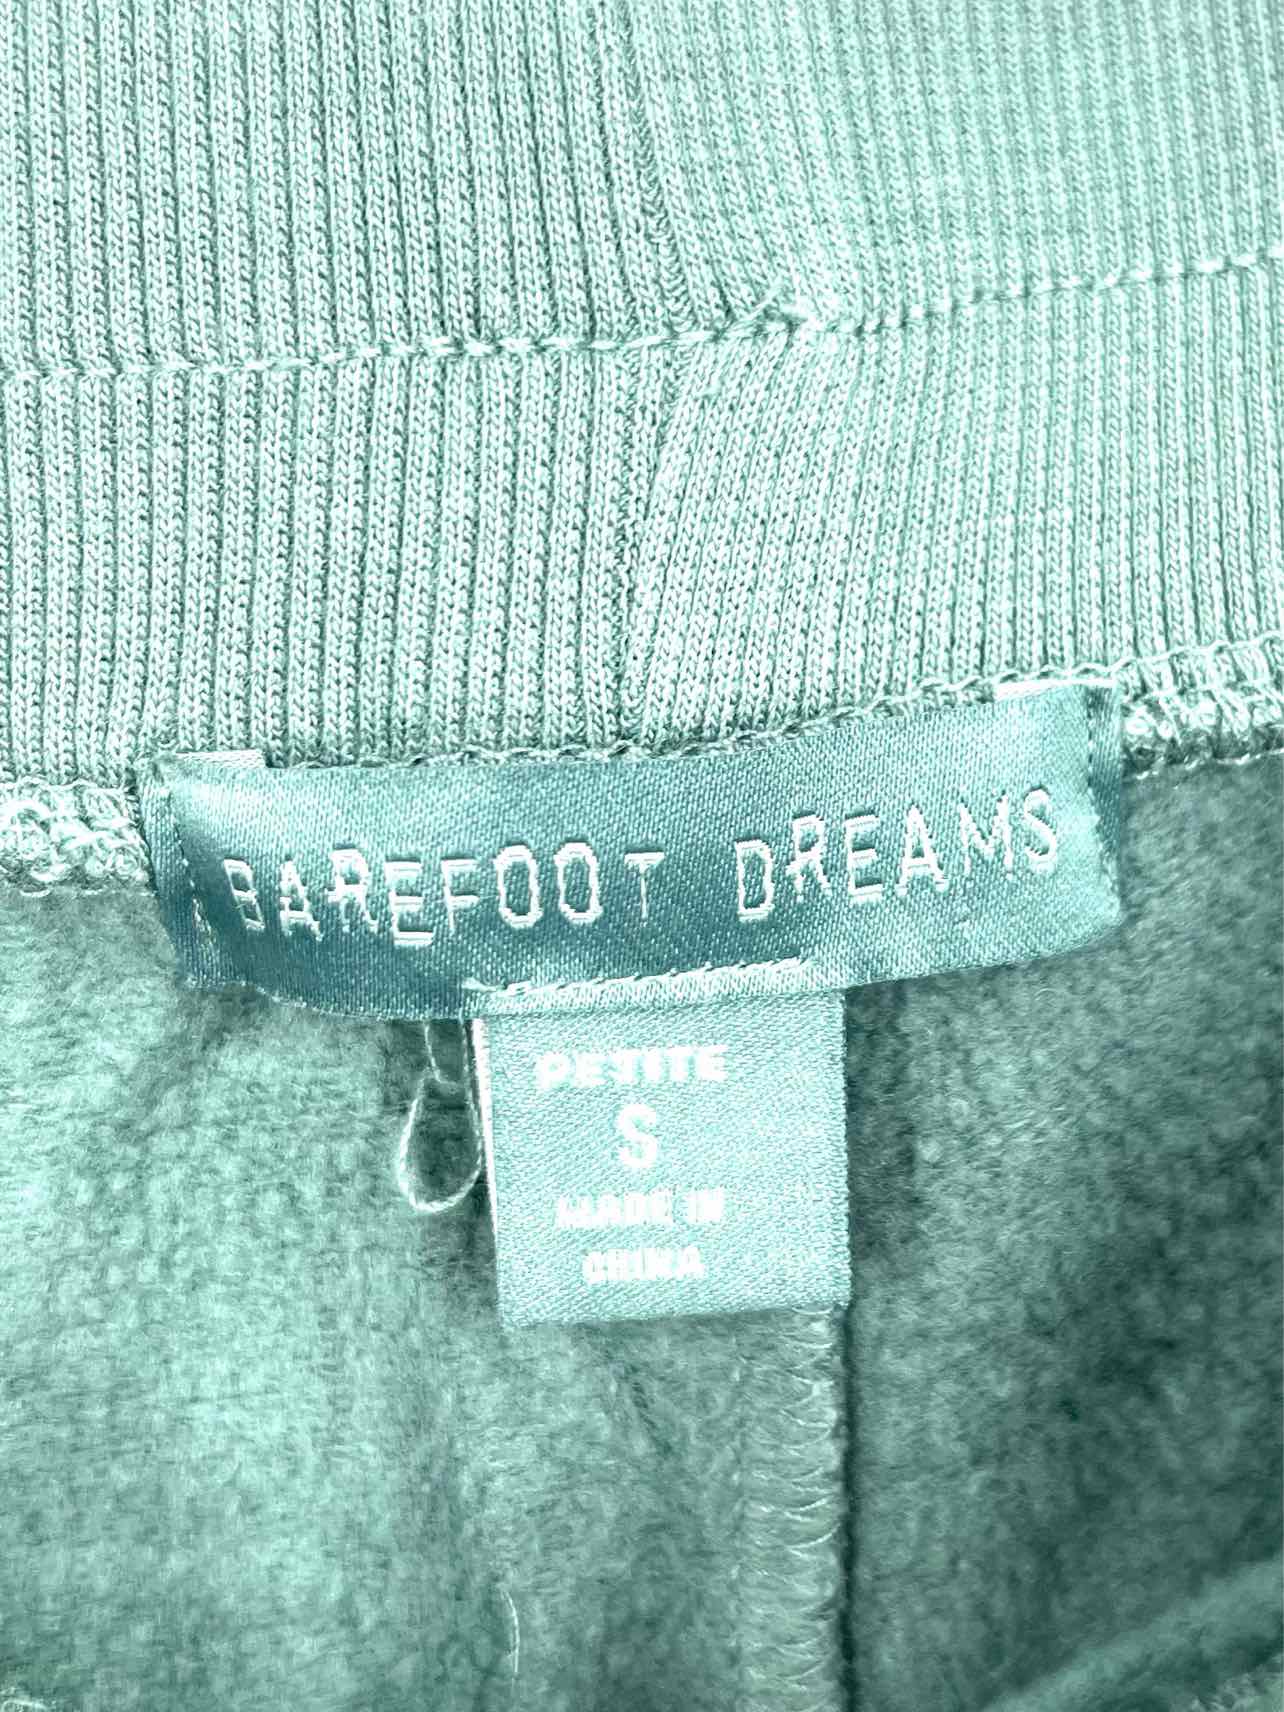 BAREFOOT DREAMS
PETITE
S
MADE IN
CHINA